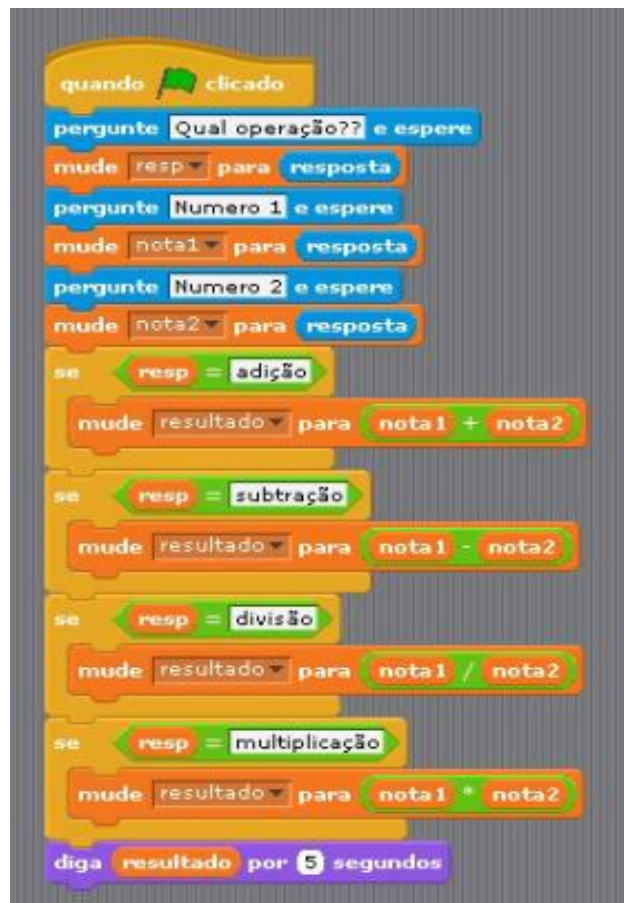 quando clicado
pergunte Qual operação?? e espere
mude resp para resposta
pergunte Numero 1 e espere
mude nota1 para resposta
pergunte Numero 2 e espere
mude nota2 para resposta
se resp = adição
mude resultado para nota1 + nota2
se resp = subtração
mude resultado para nota1 - nota2
se resp = divisão
mude resultado para nota1 / nota2
se resp = multiplicação
mude resultado para nota1 * nota2
diga resultado por 5 segundos